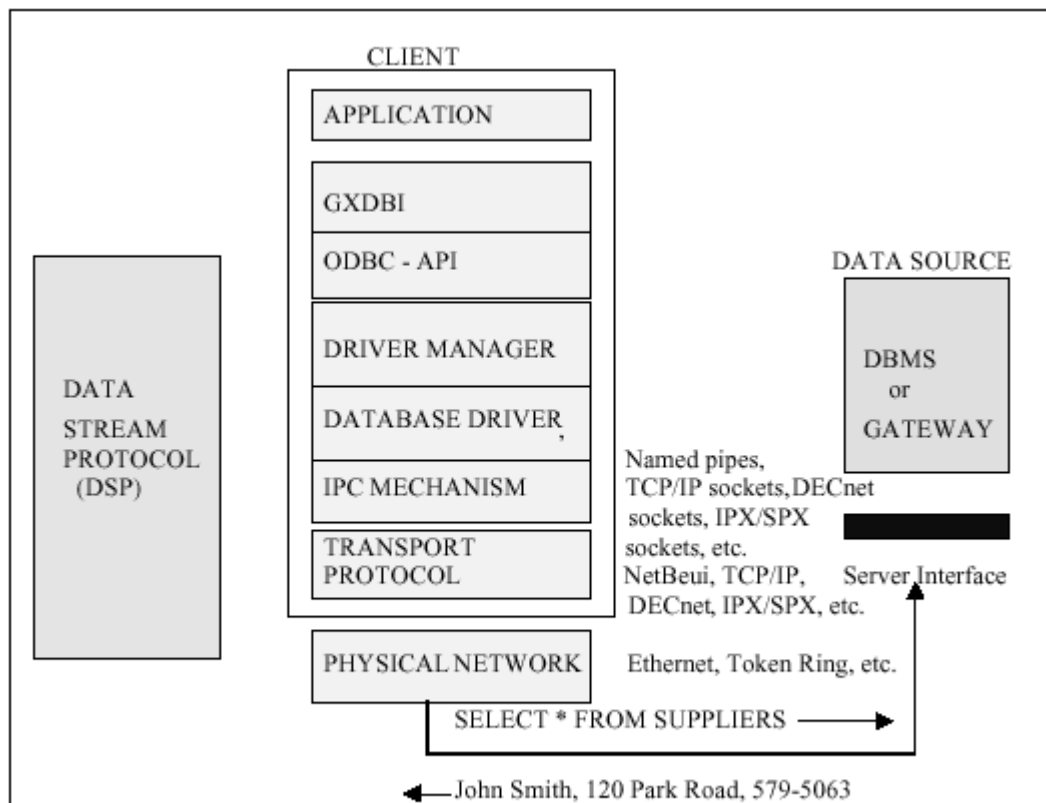 CLIENT
APPLICATION
GXDBI
ODBC - API
DRIVER MANAGER
DATABASE DRIVER,
IPC MECHANISM
TRANSPORT
PROTOCOL
PHYSICAL NETWORK
DATA
STREAM
PROTOCOL
(DSP)
Named pipes,
TCP/IP sockets,DECnet
sockets, IPX/SPX
sockets, etc.
NetBeui, TCP/IP,
DECnet, IPX/SPX, etc.
Ethernet, Token Ring, etc.
DATA SOURCE
DBMS
or
GATEWAY
Server Interface
SELECT * FROM SUPPLIERS
John Smith, 120 Park Road, 579-5063